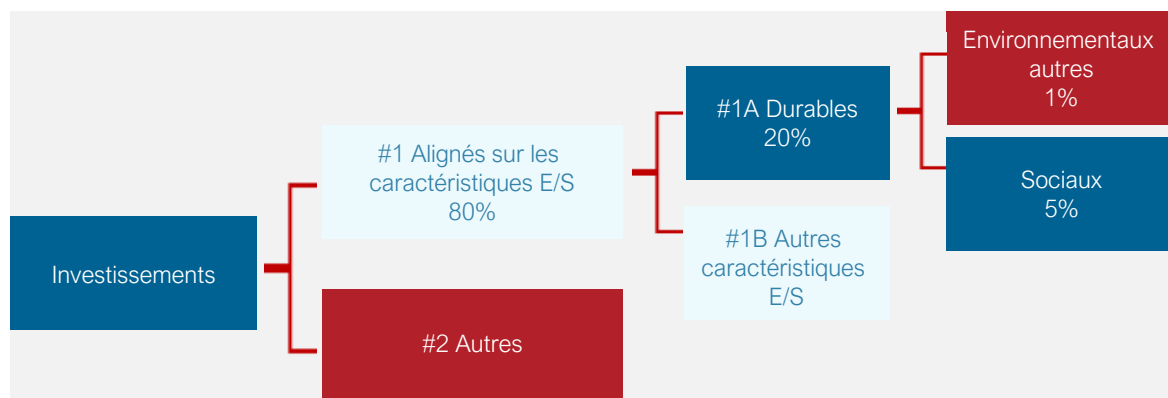 Investissements
#1 Alignés sur les
caractéristiques E/S
80%
#2 Autres
#1A Durables
20%
#1B Autres
caractéristiques
E/S
Environnementaux
autres
1%
Sociaux
5%